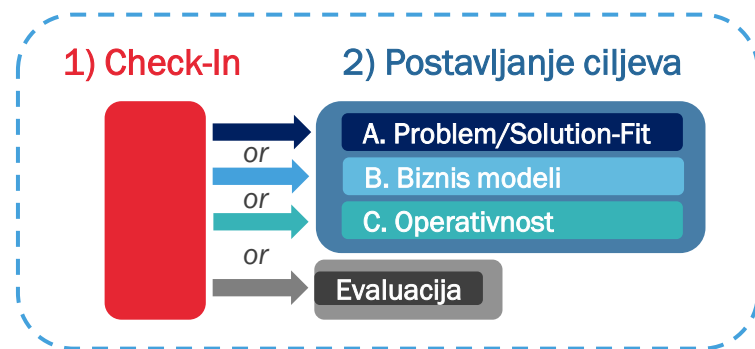 1) Check-In
2) Postavljanje ciljeva
A. Problem/Solution-Fit
or
B. Biznis modeli
or
C. Operativnost
or
Evaluacija